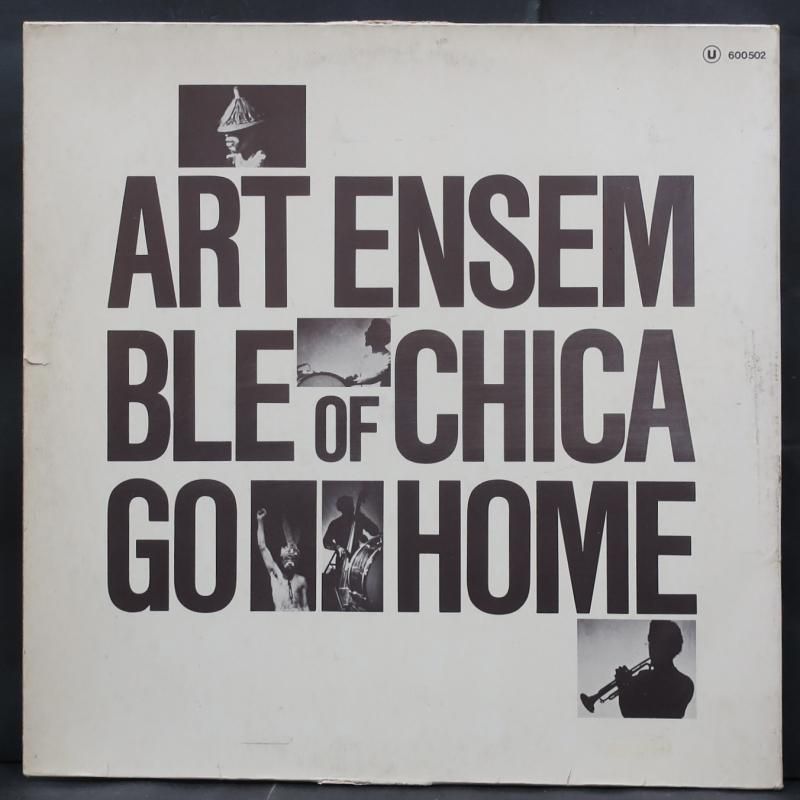 U 600502
ART ENSEM
BLE OF CHICA
GO HOME